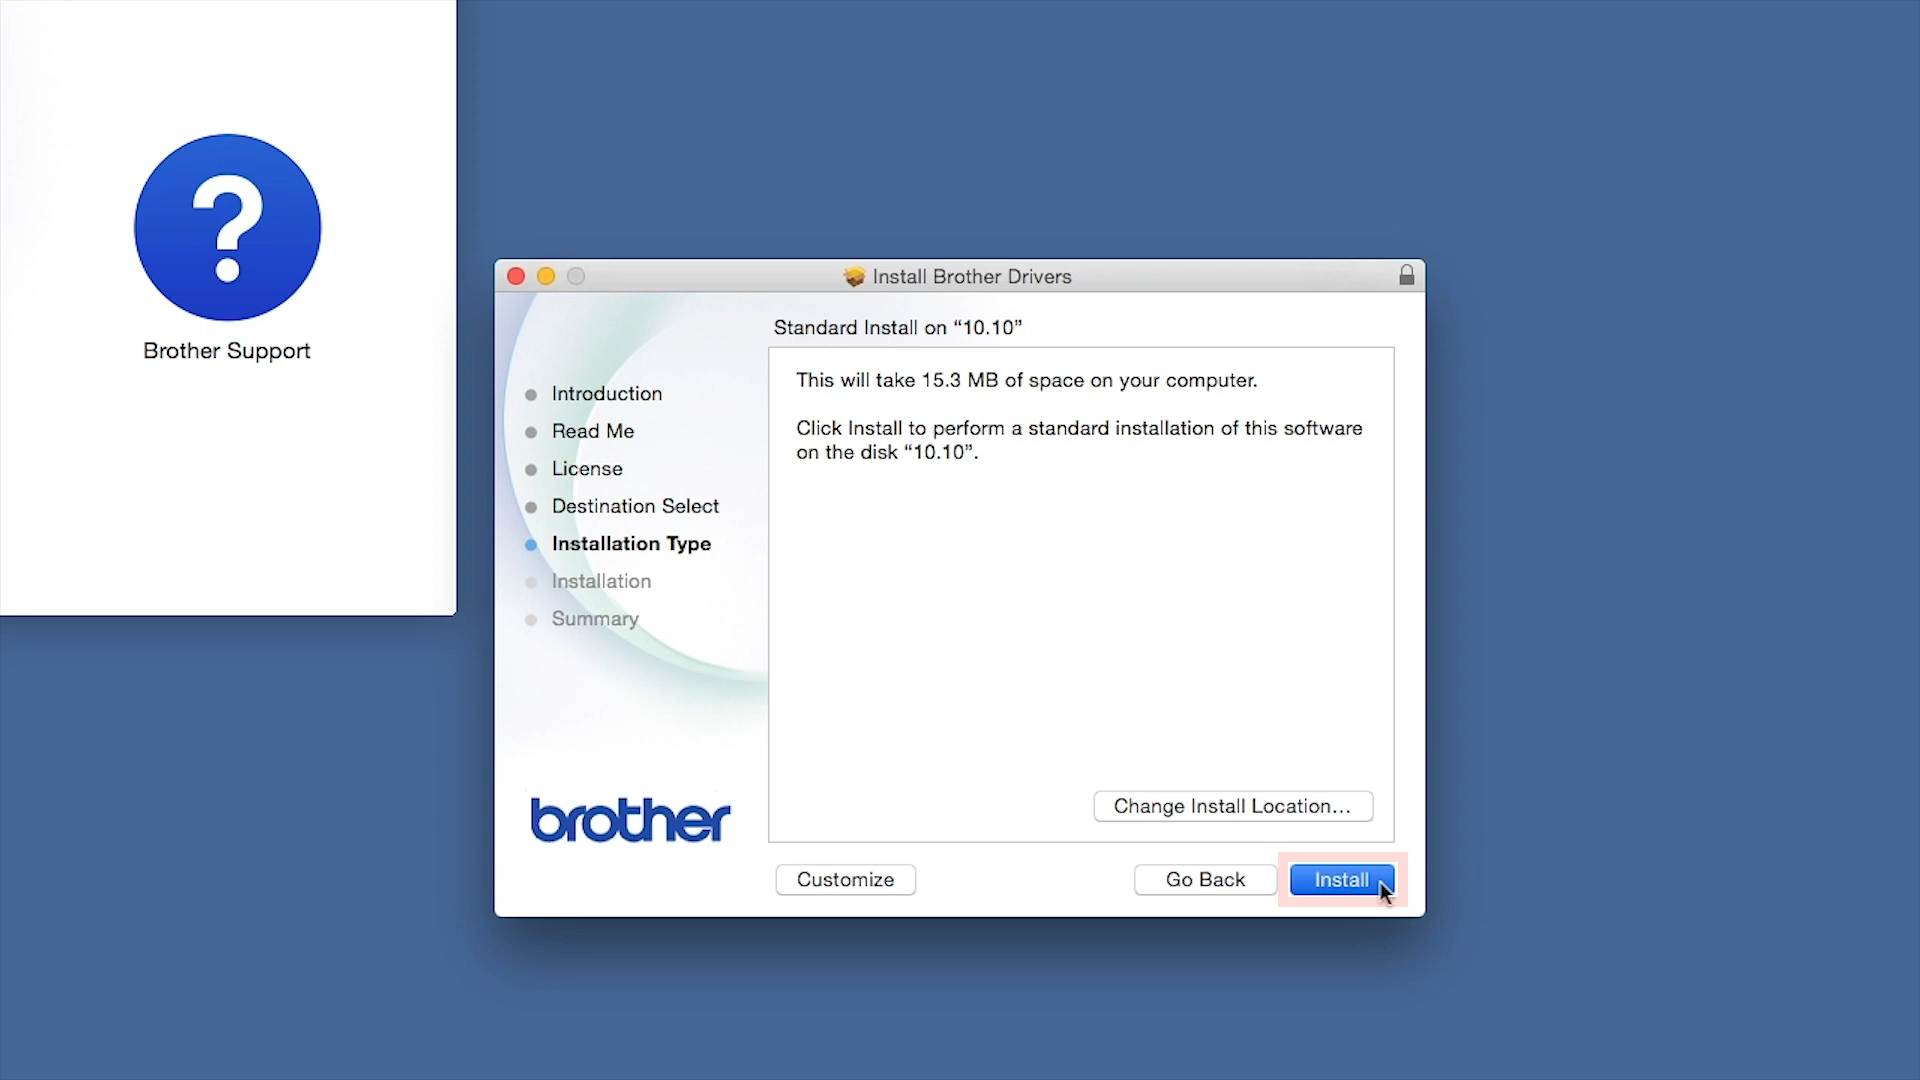 ?
Brother Support
Install Brother Drivers
Standard Install on “10.10”
Introduction
Read Me
License
Destination Select
Installation Type
Installation
Summary
This will take 15.3 MB of space on your computer.
Click Install to perform a standard installation of this software
on the disk “10.10”.
Change Install Location...
brother
Customize
Go Back
Install